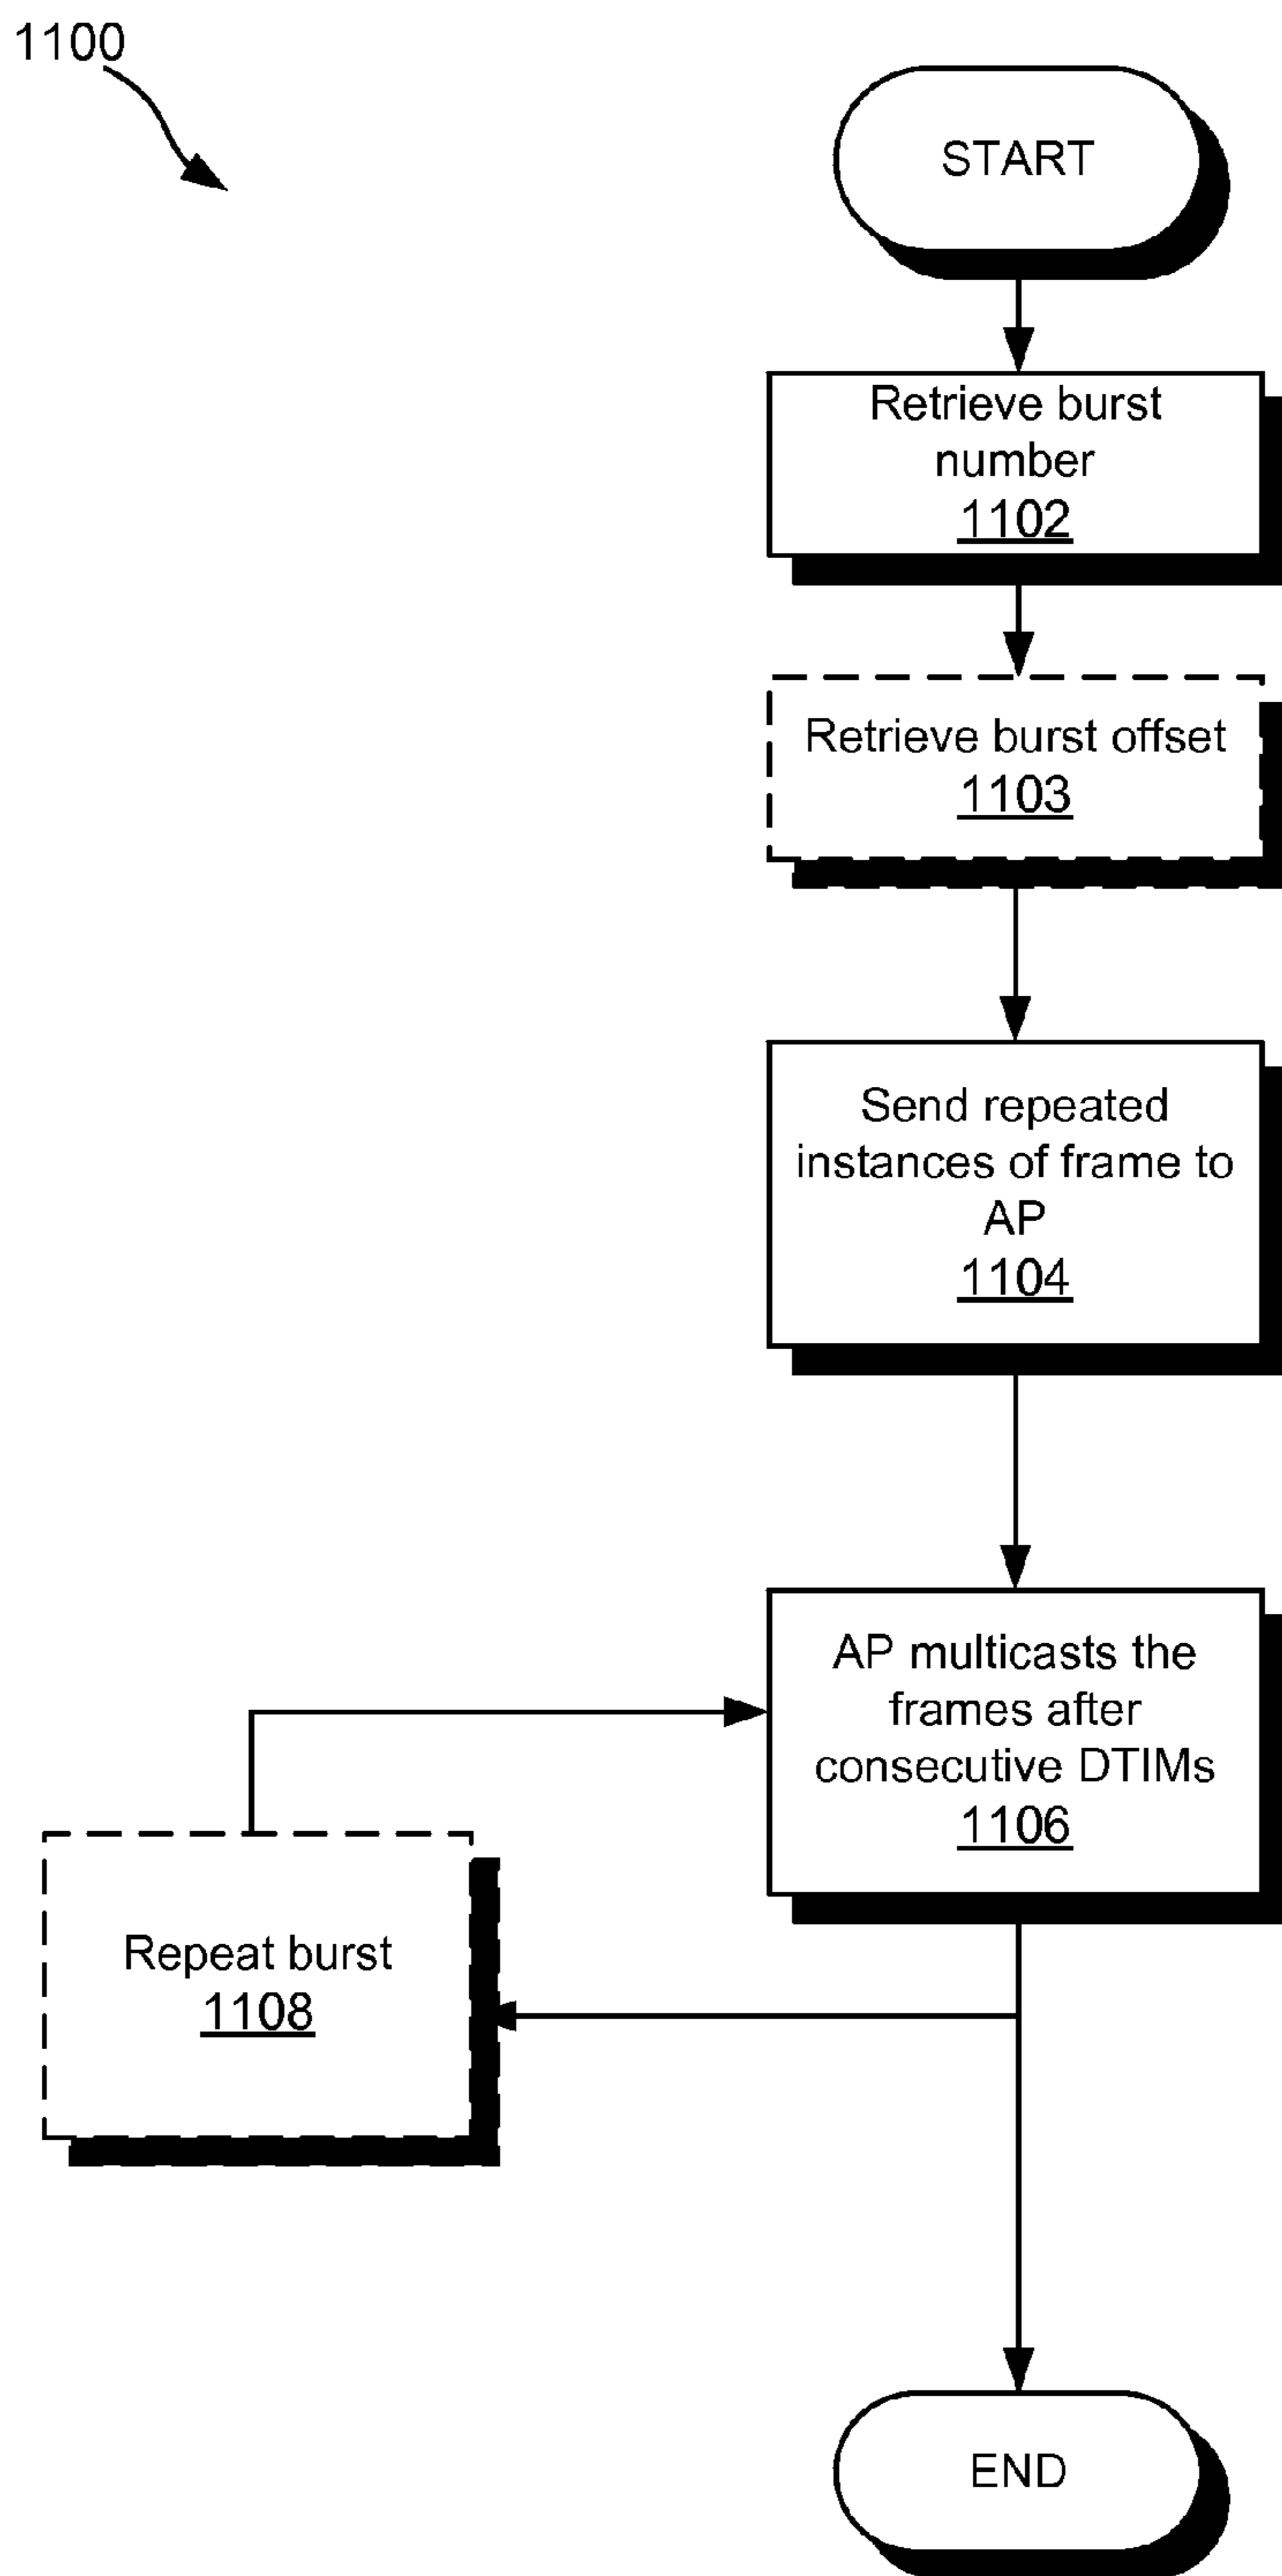 1100
START
Retrieve burst
number
1102
Retrieve burst offset
1103
Send repeated
instances of frame to
AP
1104
AP multicasts the
frames after
consecutive DTIMs
1106
Repeat burst
1108
END